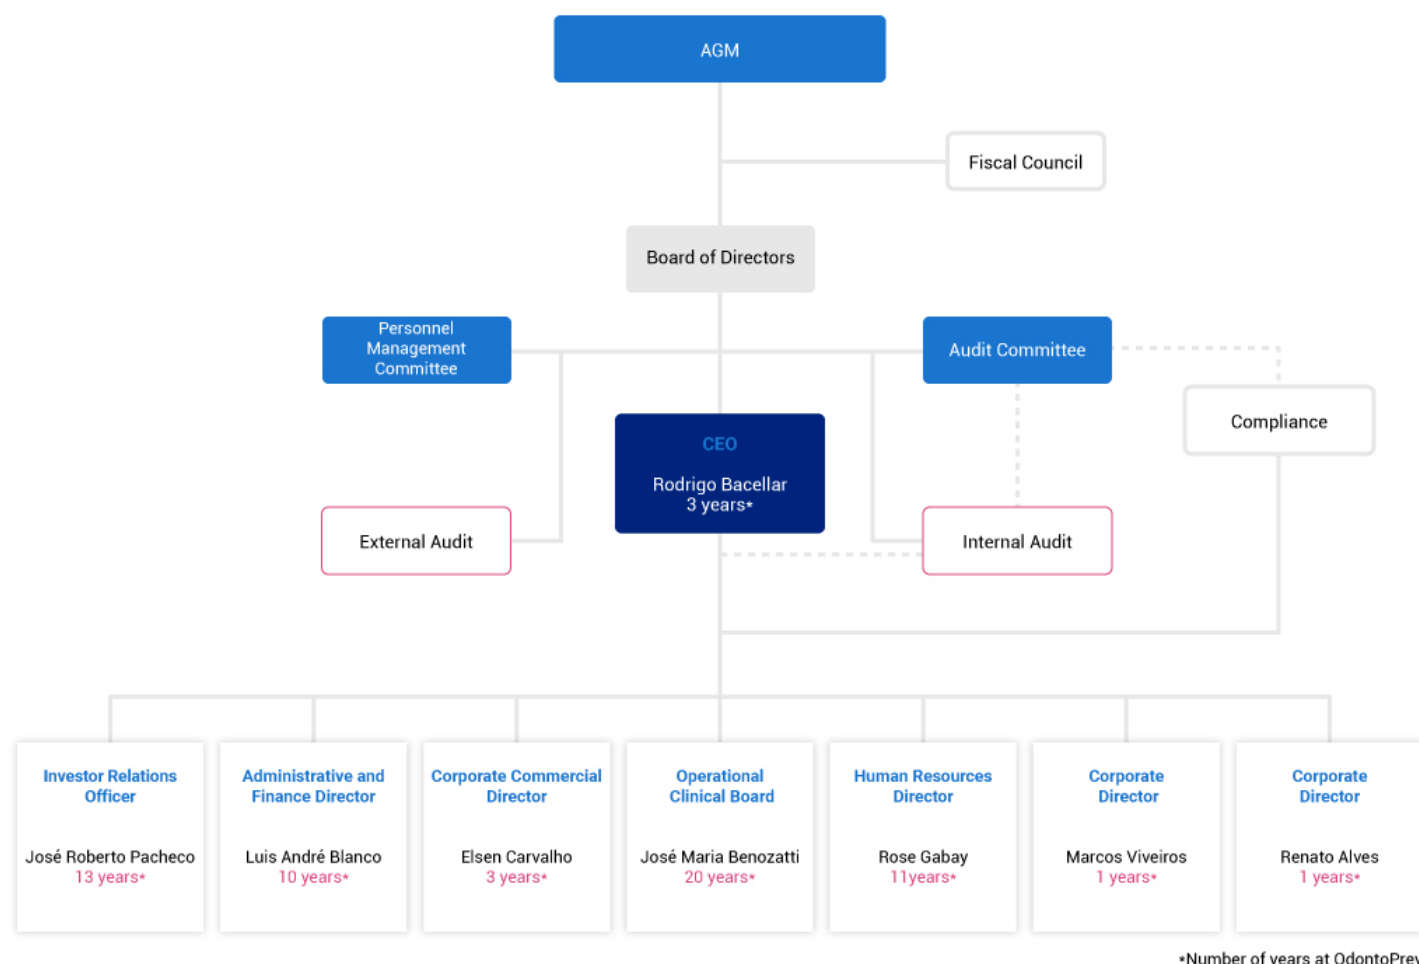 AGM
Fiscal Council
Board of Directors
Personnel
Management
Committee
Audit Committee
Compliance
CEO
Rodrigo Bacellar
3 years*
External Audit
Internal Audit
Investor Relations
Officer
José Roberto Pacheco
13 years*
Administrative and
Finance Director
Luis André Blanco
10 years*
Corporate Commercial
Director
Elsen Carvalho
3 years*
Operational
Clinical Board
José Maria Benozatti
20 years*
Human Resources
Director
Rose Gabay
11years*
Corporate
Director
Marcos Viveiros
1 years*
Corporate
Director
Renato Alves
1 years*
*Number of years at OdontoPrev